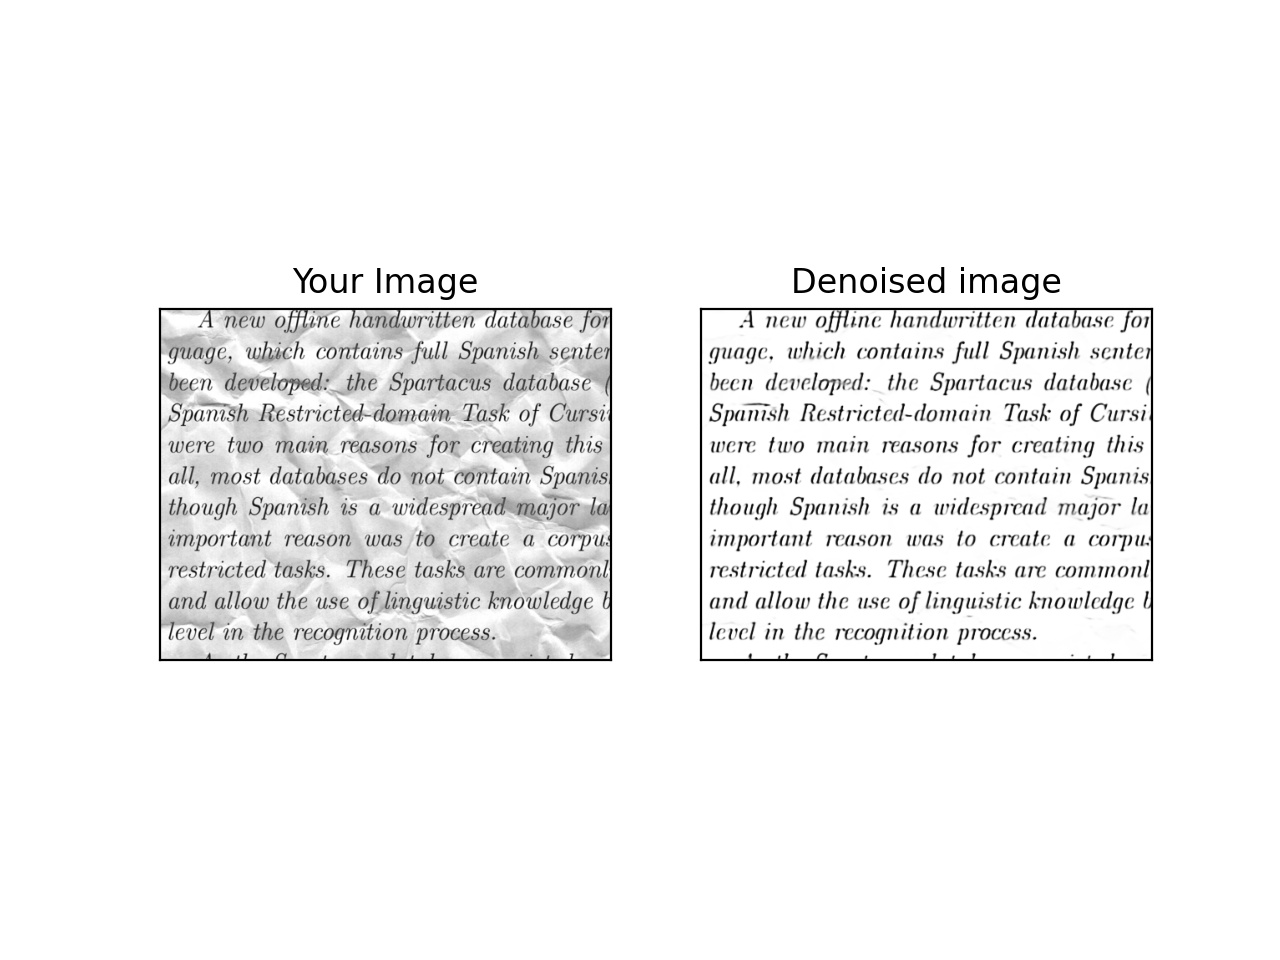 Your Image
A new offline handwritten database for
guage, which contains full Spanish senten
been developed: the Spartacus database (
Spanish Restricted-domain Task of Cursi
were two main reasons for creating this
all, most databases do not contain Spanis
though Spanish is a widespread major la
important reason was to create a corpus
restricted tasks. These tasks are commonl
and allow the use of linguistic knowledge b
level in the recognition process.
Denoised image
A new offline handwritten database for
guage, which contains full Spanish senten
been developed: the Spartacus database (
Spanish Restricted-domain Task of Cursi
were two main reasons for creating this
all, most databases do not contain Spanis
though Spanish is a widespread major la
important reason was to create a corpus
restricted tasks. These tasks are commonl
and allow the use of linguistic knowledge b
level in the recognition process.